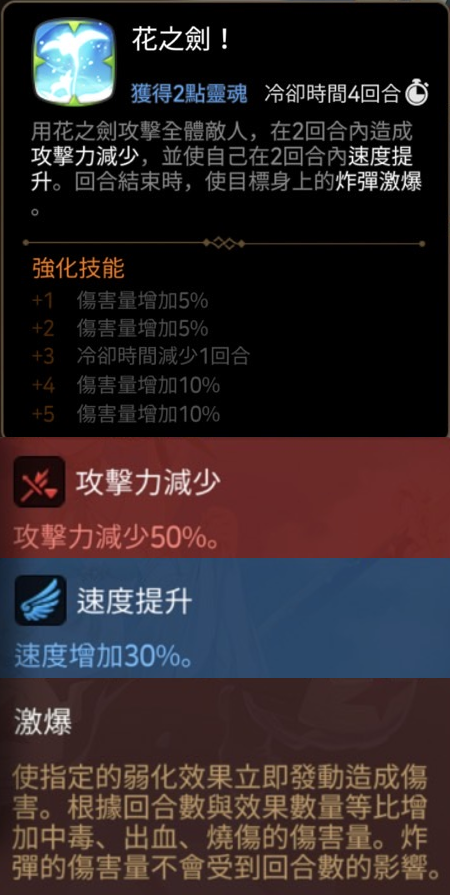 花之劍！
獲得2點靈魂 冷卻時間4回合
用花之劍攻擊全體敵人，在2回合內造成
攻擊力減少，並使自己在2回合內速度提
升。回合結束時，使目標身上的炸彈激爆
。
強化技能
+1 傷害量增加5%
+2 傷害量增加5%
+3 冷卻時間減少1回合
+4 傷害量增加10%
+5 傷害量增加10%
攻擊力減少
攻擊力減少50%。
速度提升
速度增加30%。
激爆
使指定的弱化效果立即發動造成傷
害。根據回合數與效果數量等比增
加中毒、出血、燒傷的傷害量。炸
彈的傷害量不會受到回合數的影響。